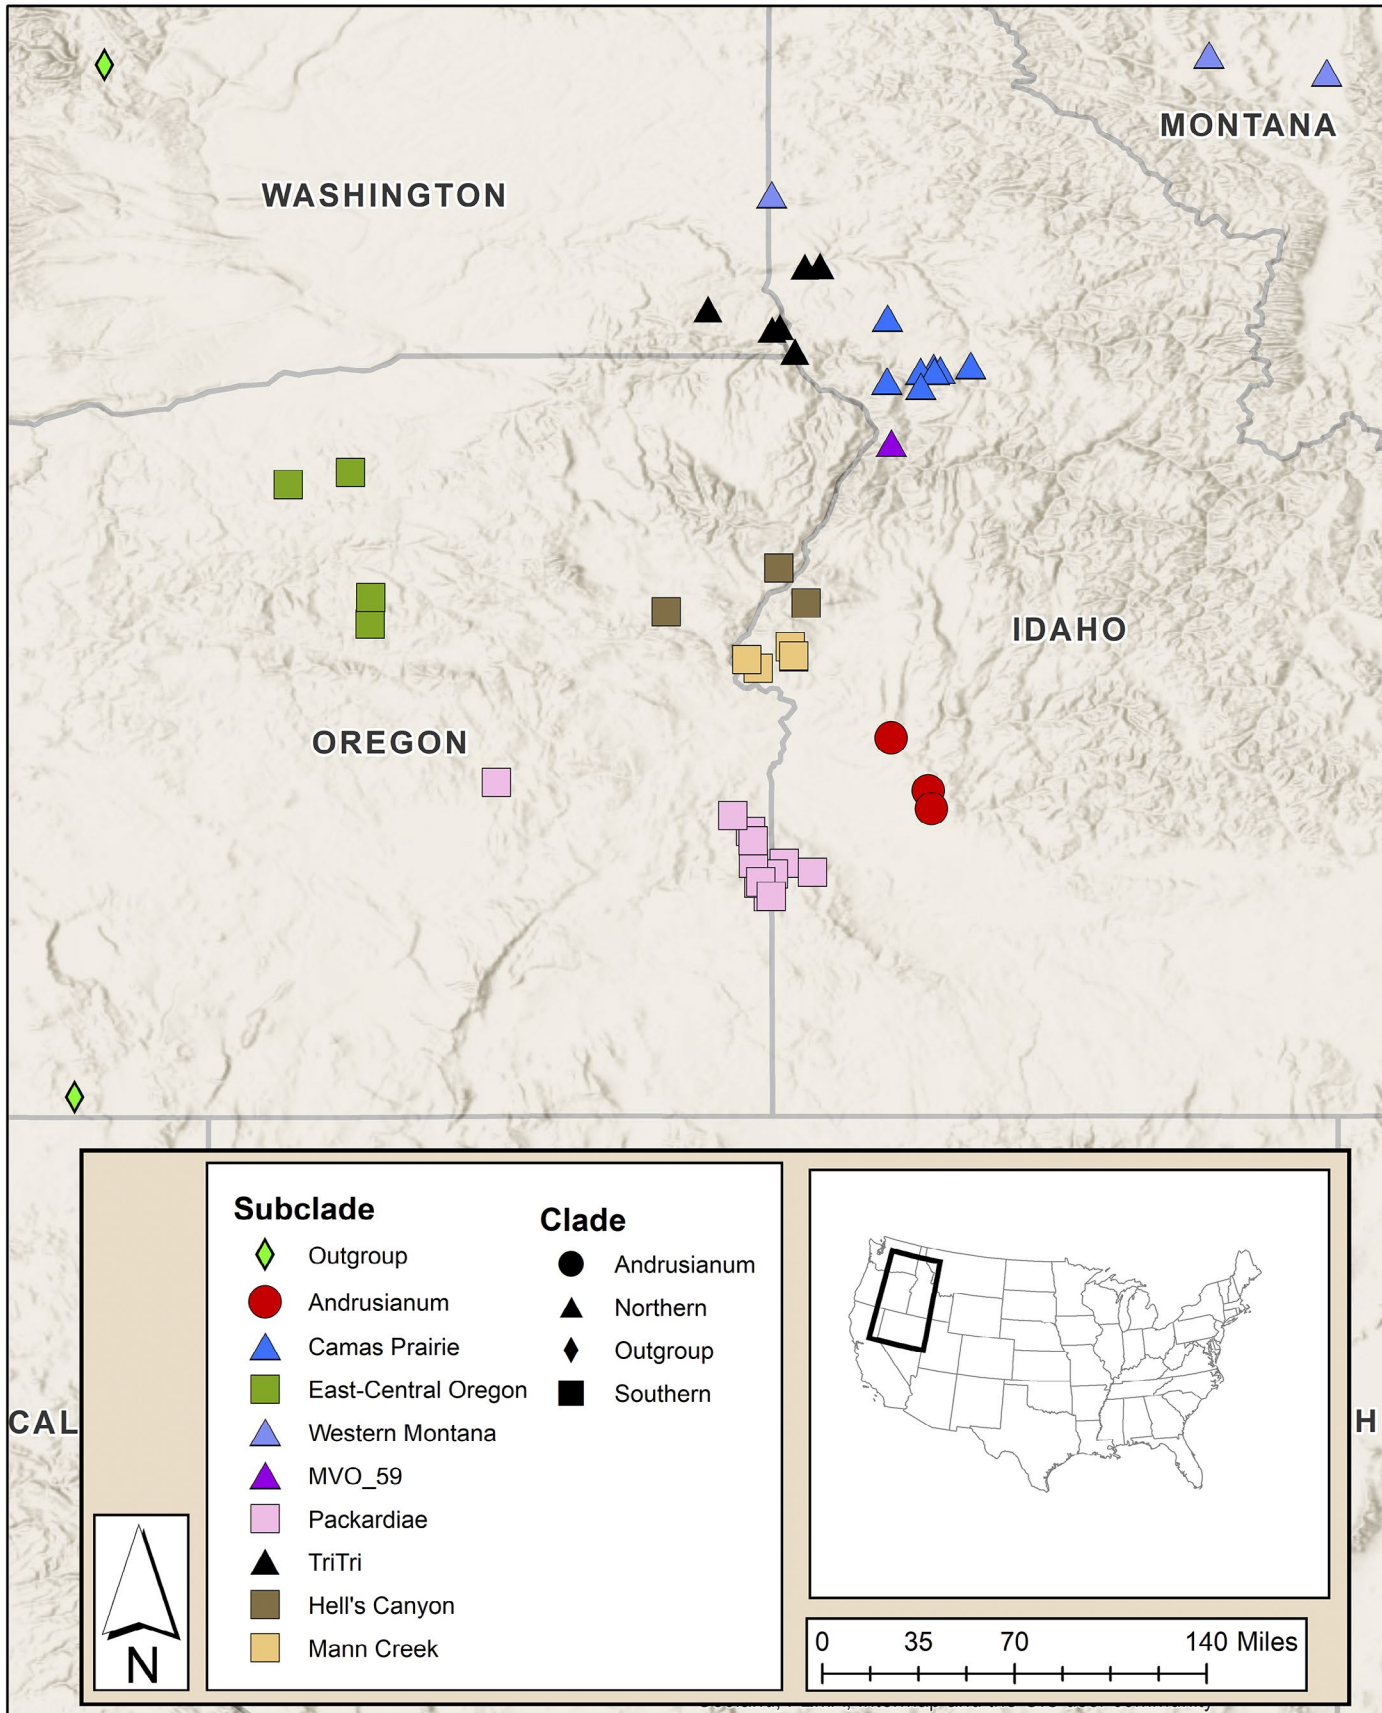 MONTANA
WASHINGTON
IDAHO
OREGON
CAL
H
Subclade
Outgroup
Andrusianum
Camas Prairie
East-Central Oregon
Western Montana
MVO_59
Packardiae
TriTri
Hell's Canyon
Mann Creek
Clade
Andrusianum
Northern
Outgroup
Southern
N
0 35 70 140 Miles